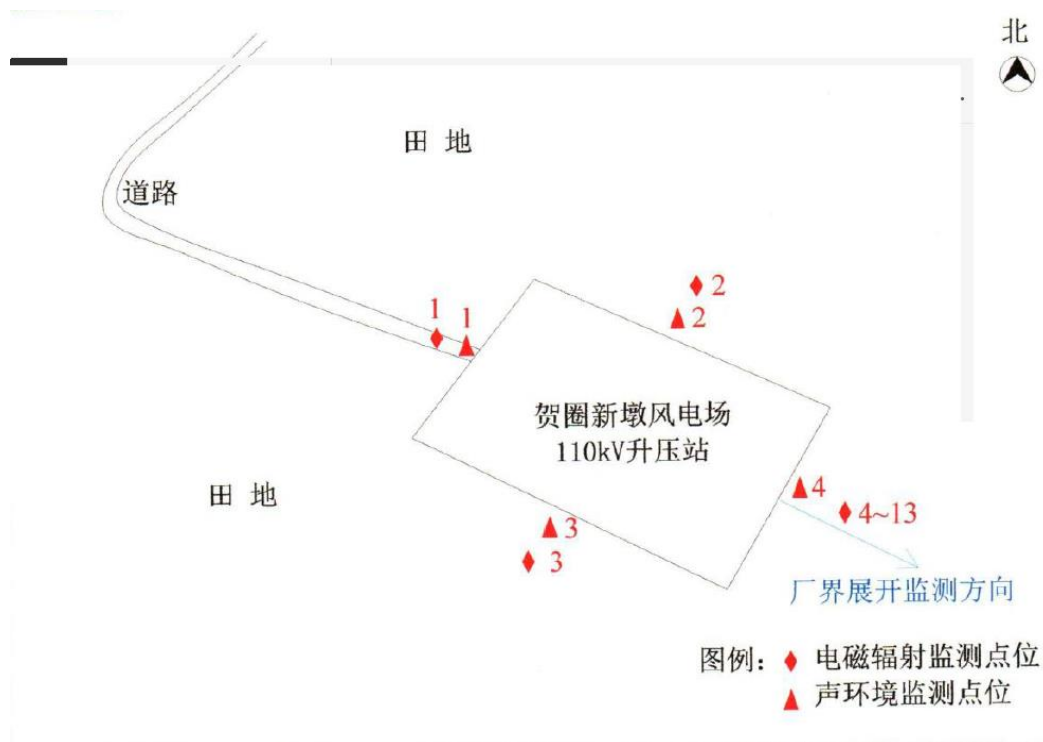 北
田 地
道路
2
1
1
2
贺圈新墩风电场
110kV升压站
4
田 地
4~13
3
3
厂界展开监测方向
图例：
电磁辐射监测点位
声环境监测点位